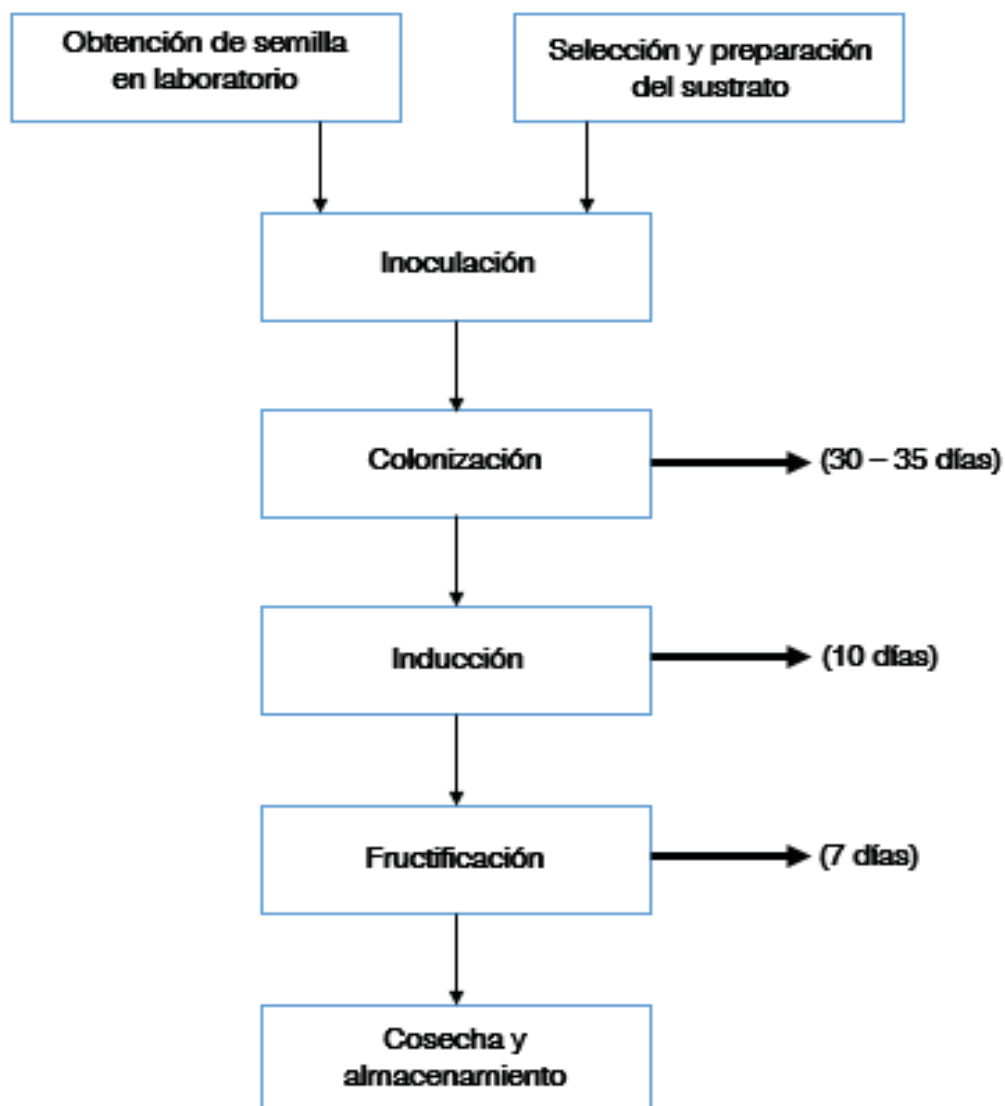 Obtención de semilla
en laboratorio
Selección y preparación
del sustrato
Inoculación
Colonización
(30 – 35 días)
Inducción
(10 días)
Fructificación
(7 días)
Cosecha y
almacenamiento